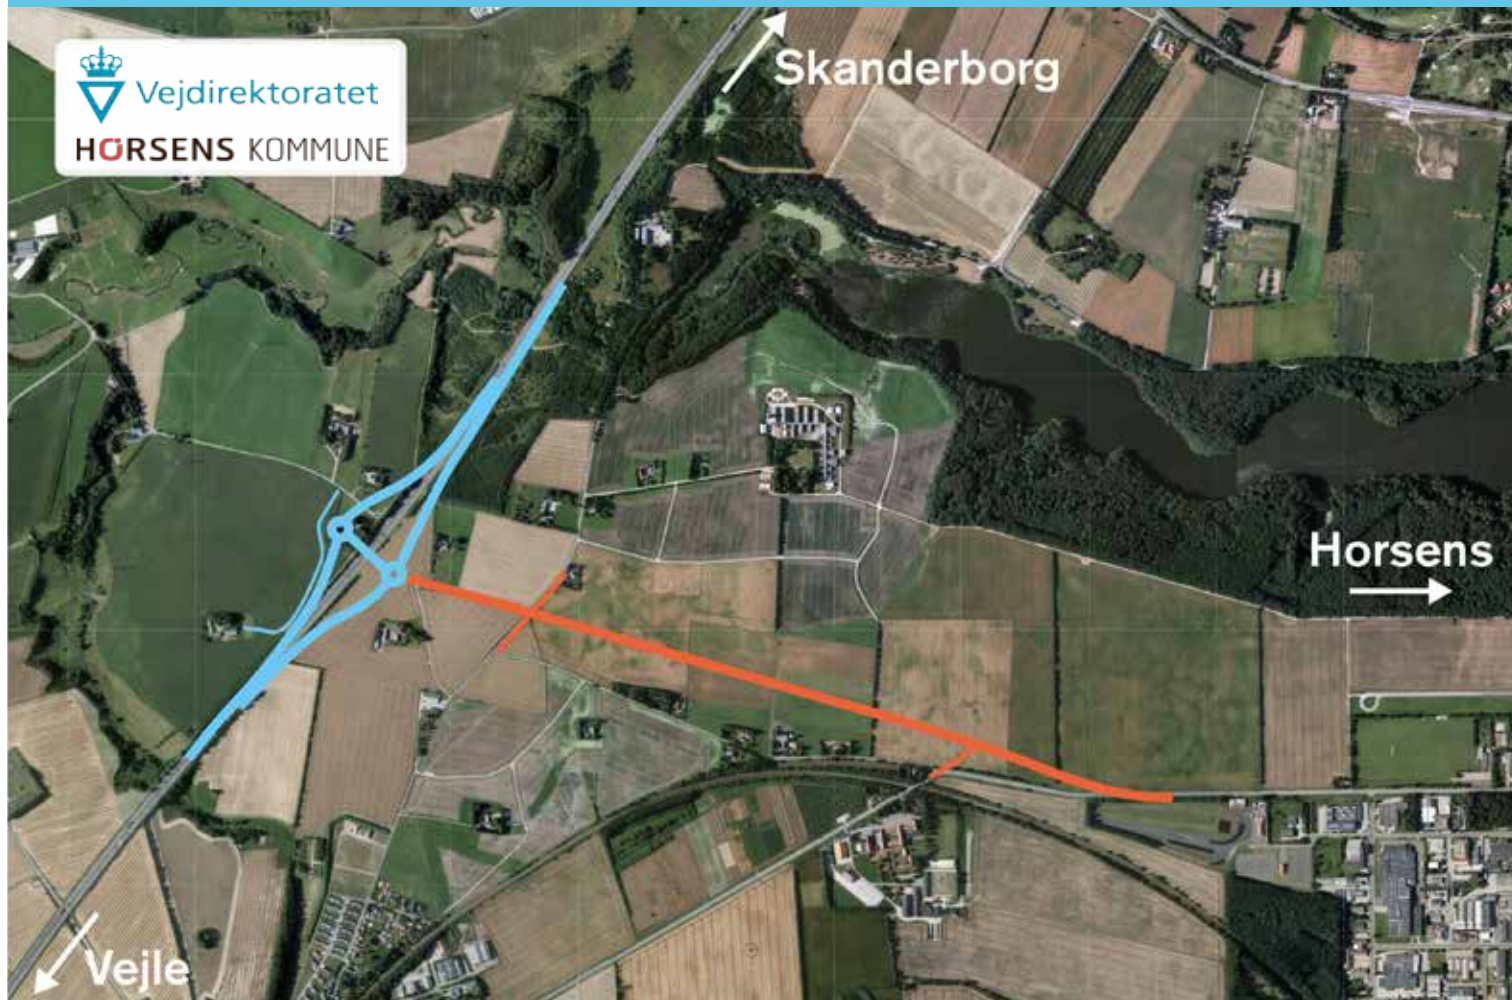 Vejdirektoratet
HORSENS KOMMUNE
Skanderborg
Horsens
Vejle